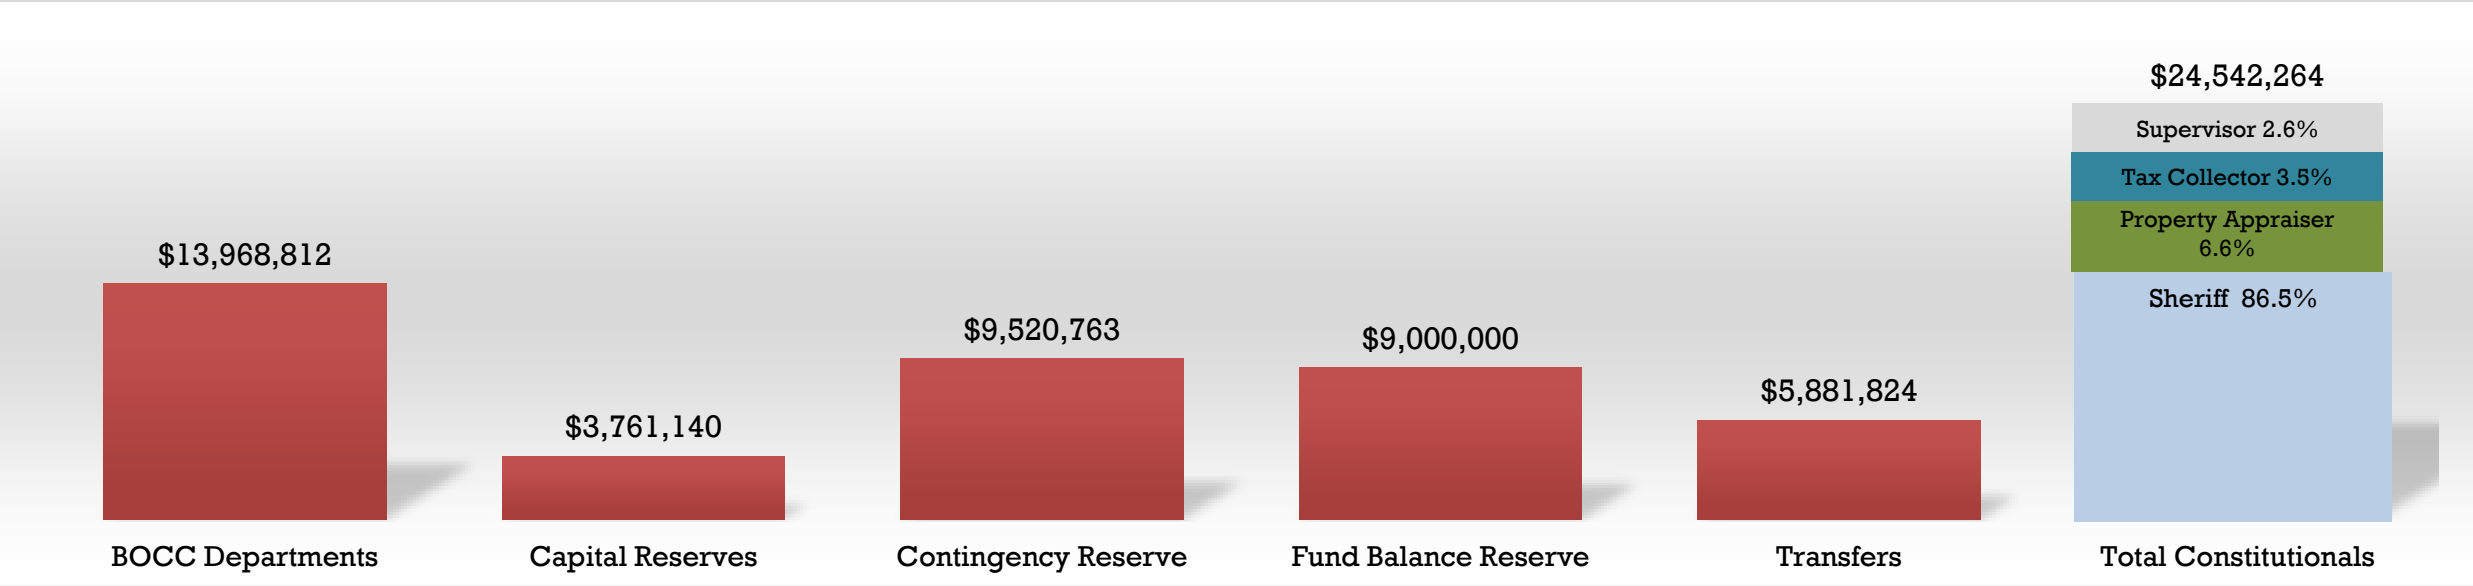 $24,542,264
Supervisor 2.6%
Tax Collector 3.5%
Property Appraiser
6.6%
Sheriff  86.5%
$13,968,812
$3,761,140
$9,520,763
$9,000,000
$5,881,824
BOCC Departments
Capital Reserves
Contingency Reserve
Fund Balance Reserve
Transfers
Total Constitutionals